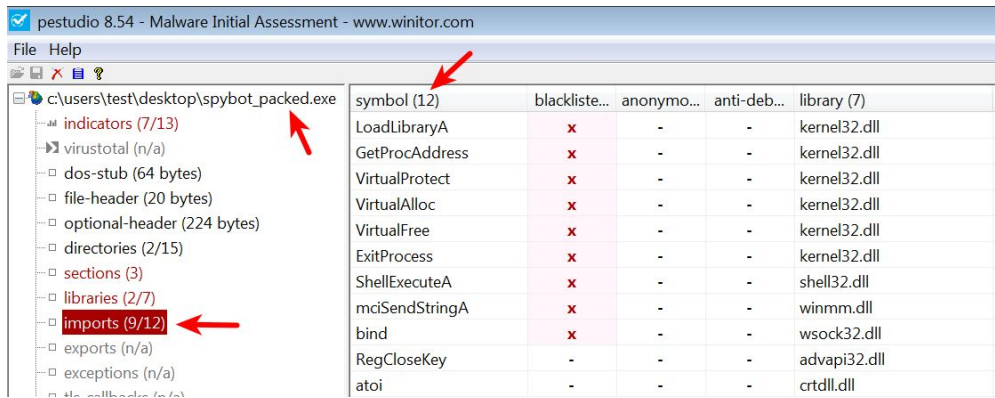 pestudio 8.54 - Malware Initial Assessment - www.winitor.com
File Help
c:\users\test\desktop\spybot_packed.exe
indicators (7/13)
virustotal (n/a)
dos-stub (64 bytes)
file-header (20 bytes)
optional-header (224 bytes)
directories (2/15)
sections (3)
libraries (2/7)
imports (9/12)
exports (n/a)
exceptions (n/a)
tls-callbacks (n/a)
symbol (12) blackliste... anonymo... anti-deb... library (7)
LoadLibraryA x - - kernel32.dll
GetProcAddress x - - kernel32.dll
VirtualProtect x - - kernel32.dll
VirtualAlloc x - - kernel32.dll
VirtualFree x - - kernel32.dll
ExitProcess x - - kernel32.dll
ShellExecuteA x - - shell32.dll
mciSendStringA x - - winmm.dll
bind x - - wsock32.dll
RegCloseKey - - - advapi32.dll
atoi - - - crtdll.dll